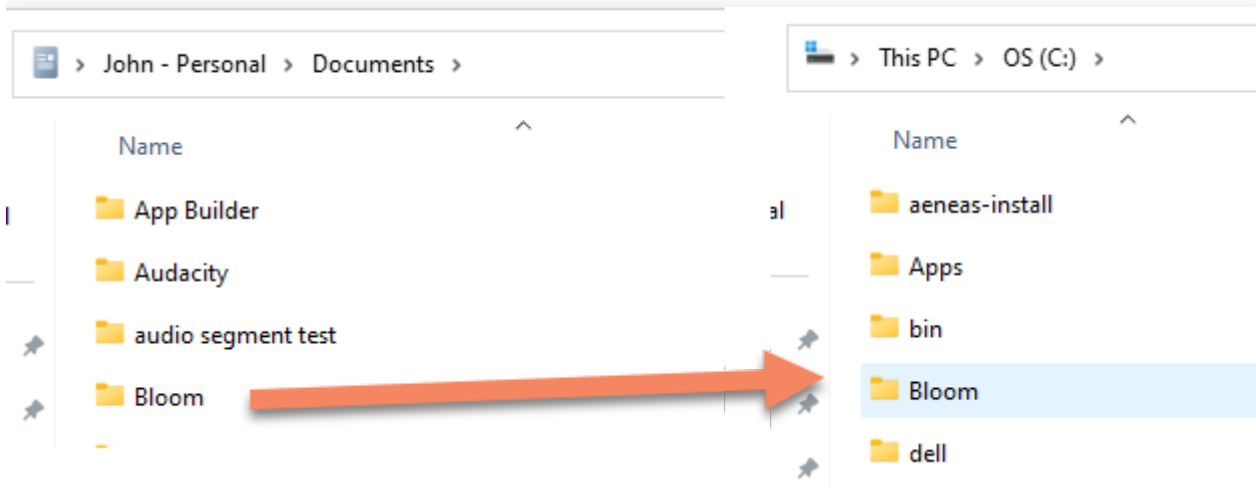 John - Personal > Documents >
Name
App Builder
Audacity
audio segment test
Bloom
This PC > OS (C:) >
al
Name
aeneas-install
Apps
bin
Bloom
dell